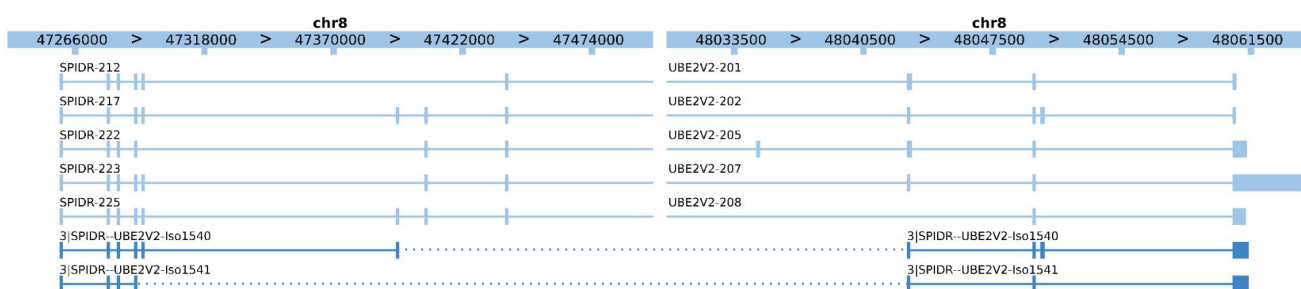 chr8 chr8
47266000 > 47318000 > 47370000 > 47422000 > 47474000 48033500 > 48040500 > 48047500 > 48054500 > 48061500
SPIDR-212 UBE2V2-201
SPIDR-217 UBE2V2-202
SPIDR-222 UBE2V2-205
SPIDR-223 UBE2V2-207
SPIDR-225 UBE2V2-208
3|SPIDR--UBE2V2-Iso1540 3|SPIDR--UBE2V2-Iso1540
3|SPIDR--UBE2V2-Iso1541 3|SPIDR--UBE2V2-Iso1541